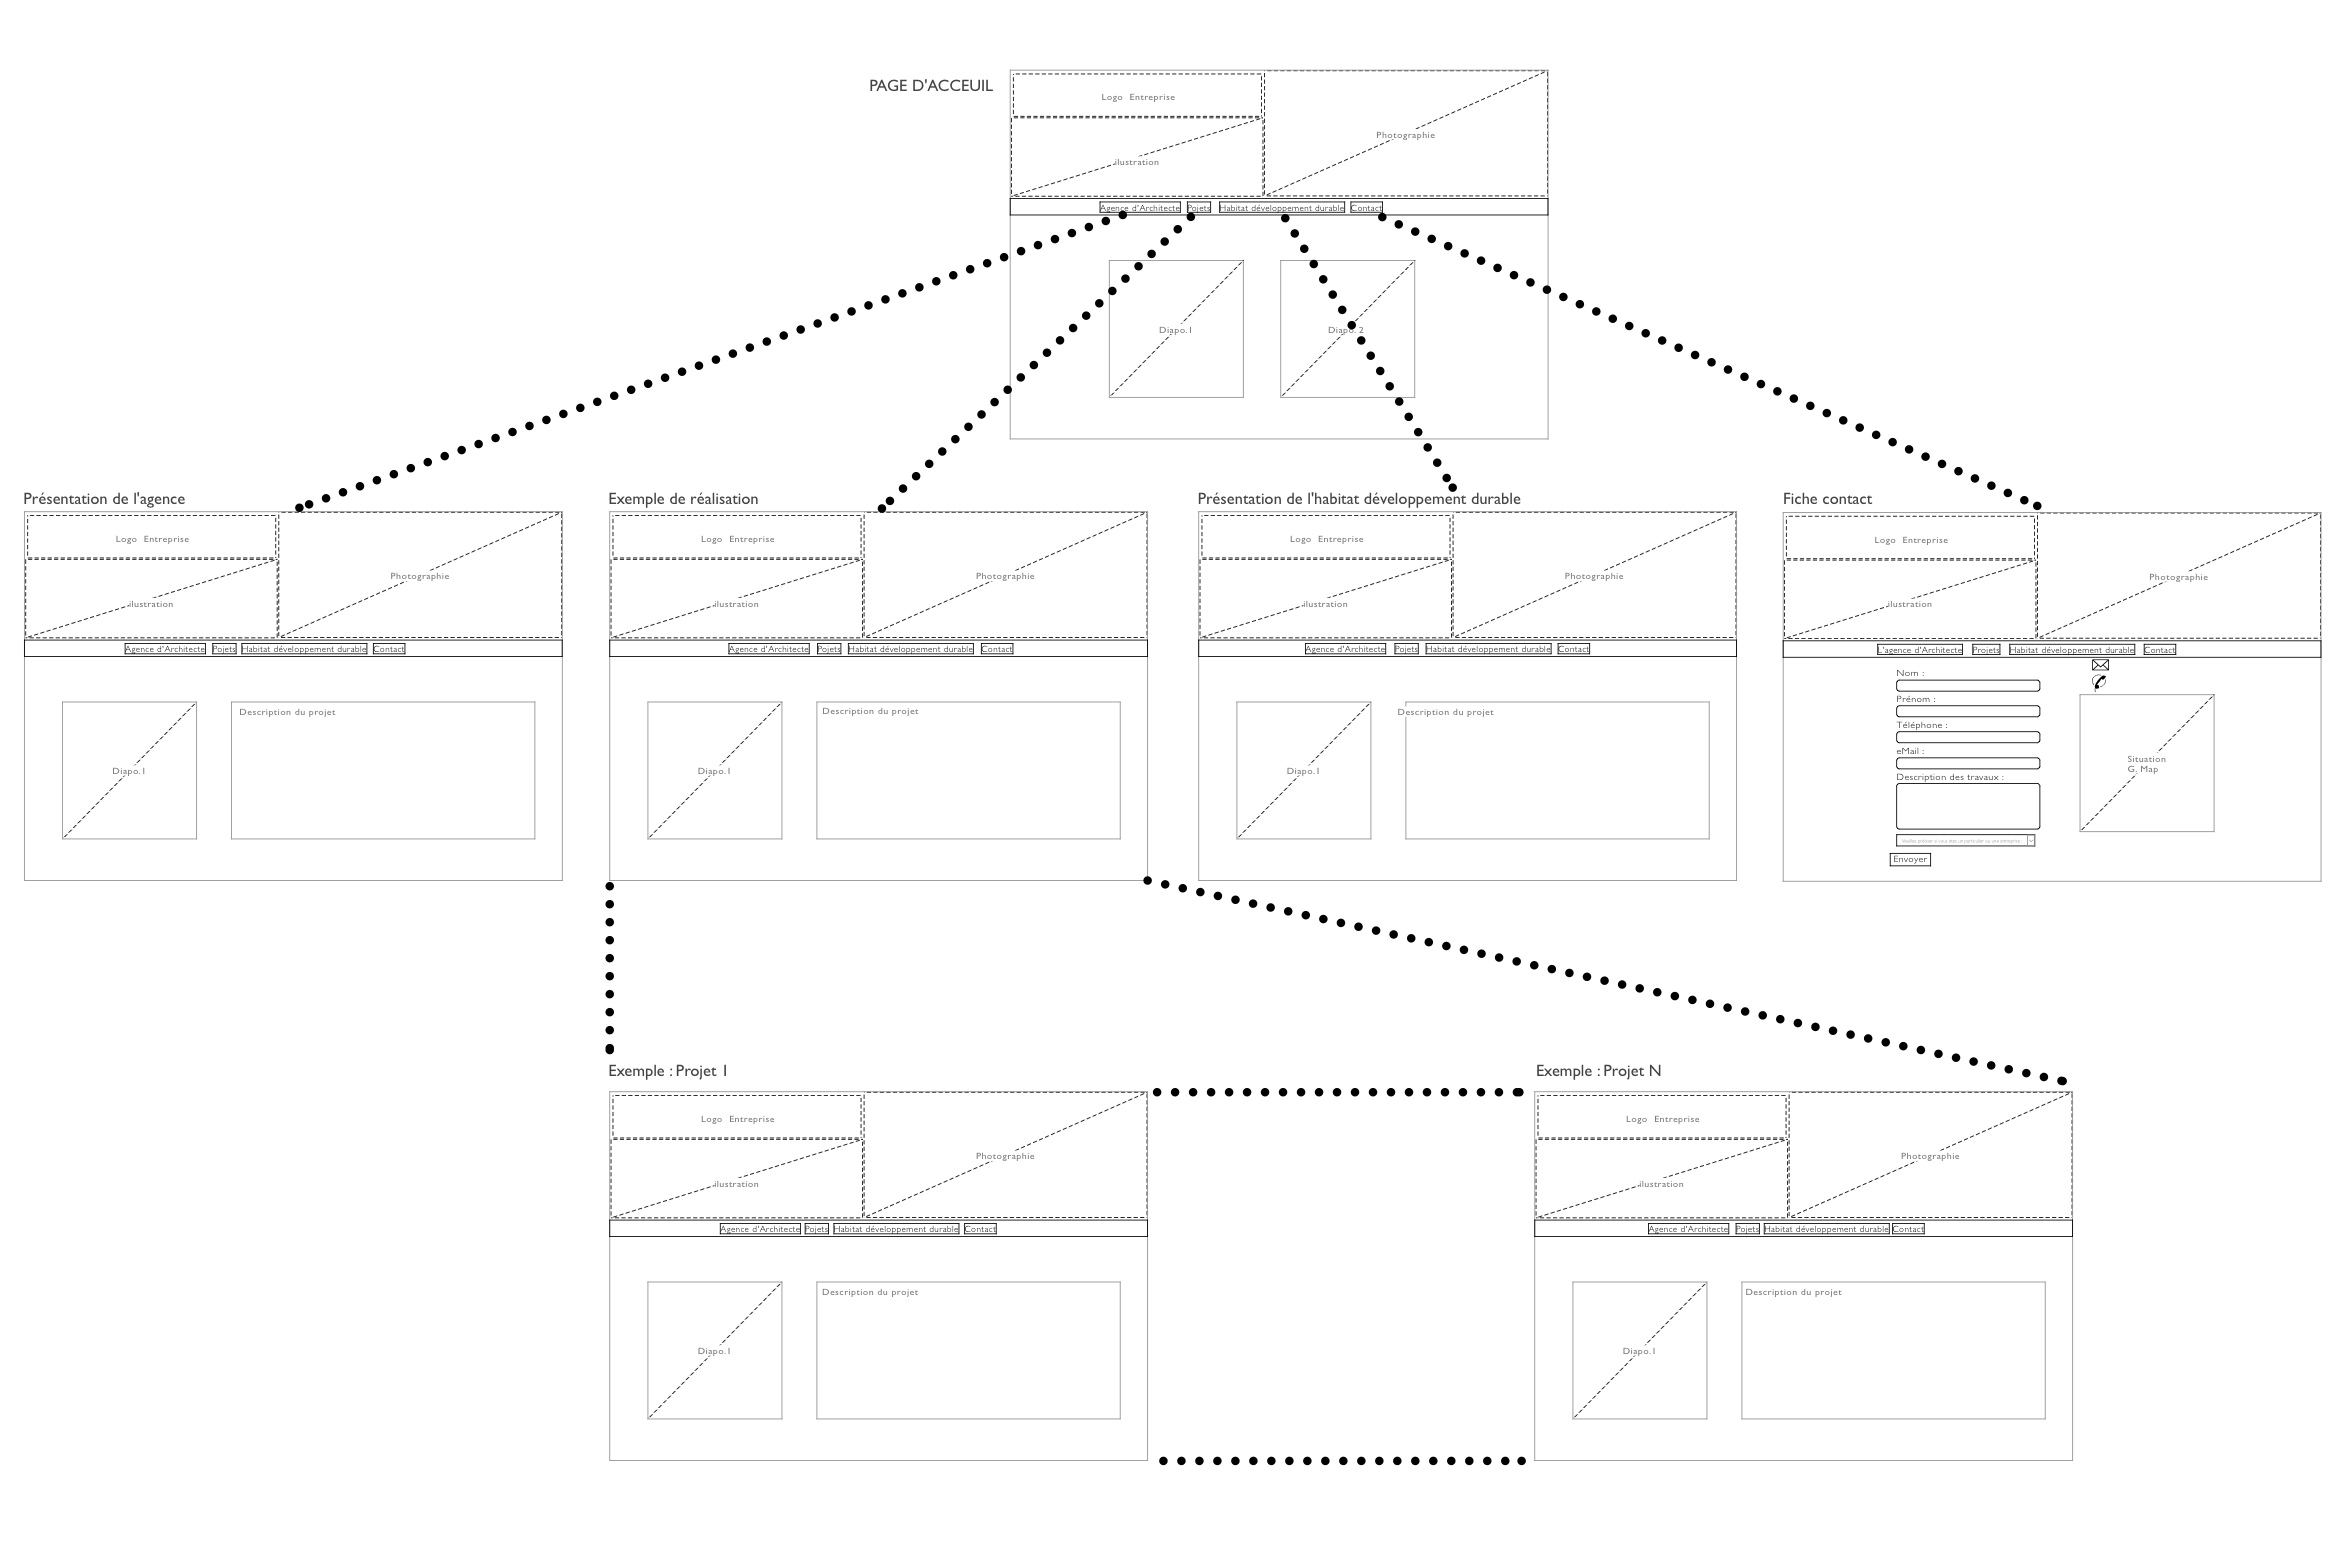 PAGE D'ACCEUIL
Logo Entreprise
Photographie
illustration
Agence d'Architecte Pojets Habitat développement durable Contact
Diapo.1 Diapo. 2
Présentation de l'agence
Logo Entreprise
Photographie
illustration
Agence d'Architecte Pojets Habitat développement durable Contact
Description du projet
Diapo.1
Exemple de réalisation
Logo Entreprise
Photographie
illustration
Agence d'Architecte Pojets Habitat développement durable Contact
Description du projet
Diapo.1
Présentation de l'habitat développement durable
Logo Entreprise
Photographie
illustration
Agence d'Architecte Pojets Habitat développement durable Contact
Description du projet
Diapo.1
Fiche contact
Logo Entreprise
Photographie
illustration
L'agence d'Architecte Projets Habitat développement durable Contact
Nom :
Prénom :
Téléphone :
eMail :
Description des travaux :
Envoyer
Situation
G. Map
Exemple : Projet 1
Logo Entreprise
Photographie
illustration
Agence d'Architecte Pojets Habitat développement durable Contact
Description du projet
Diapo.1
Exemple : Projet N
Logo Entreprise
Photographie
illustration
Agence d'Architecte Pojets Habitat développement durable Contact
Description du projet
Diapo.1